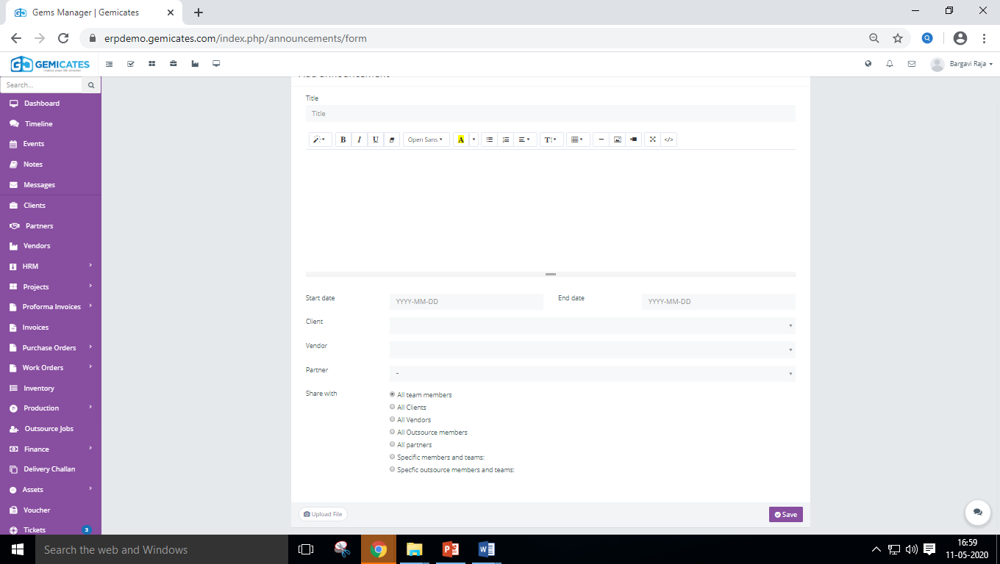 Gems Manager | Gemicates
erpdemo.gemicates.com/index.php/announcements/form
GEMICATES
Bargavi Raja
Search...
Dashboard
Timeline
Events
Notes
Messages
Clients
Partners
Vendors
HRM
Projects
Proforma Invoices
Invoices
Purchase Orders
Work Orders
Inventory
Production
Outsource Jobs
Finance
Delivery Challan
Assets
Voucher
Tickets 3
Title
Title
B I U Open Sans A T </>
Start date YYYY-MM-DD End date YYYY-MM-DD
Client
Vendor
Partner -
Share with All team members
All Clients
All Vendors
All Outsource members
All partners
Specific members and teams:
Specfic outsource members and teams:
Upload File Save
Search the web and Windows
16:59
11-05-2020